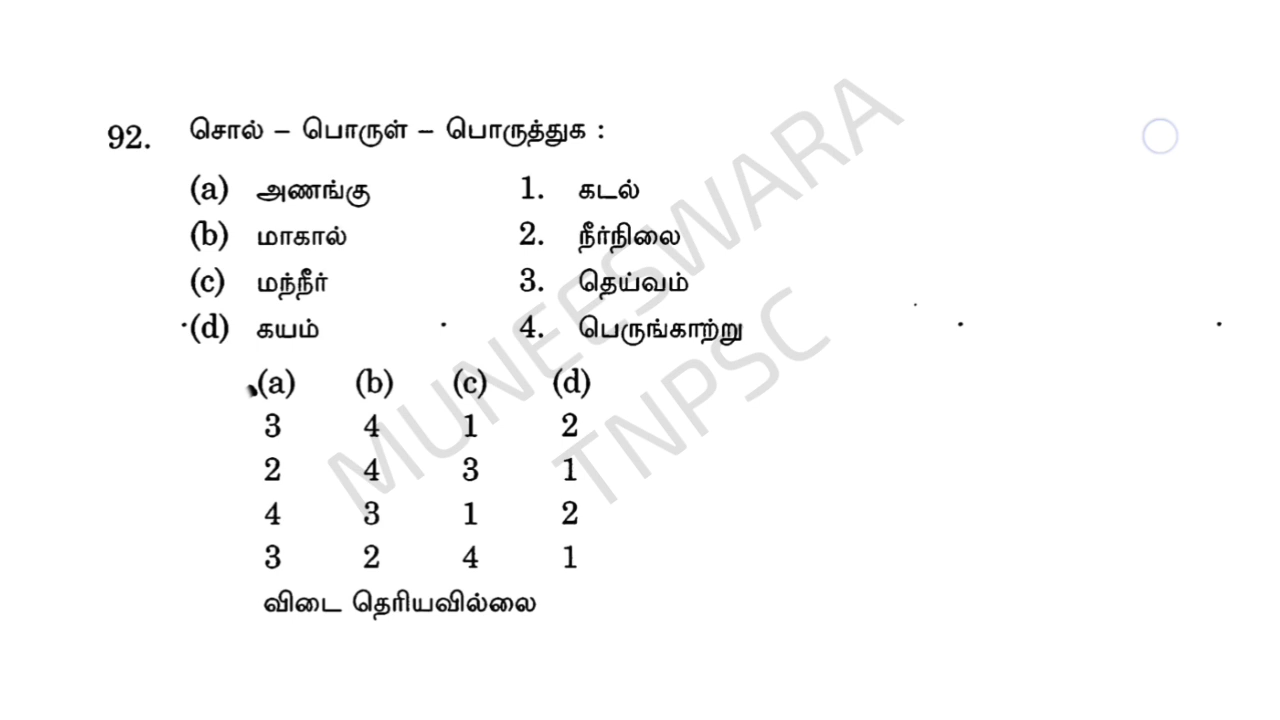 92. சொல் – பொருள் – பொருத்துக :
(a) அணங்கு 1. கடல்
(b) மாகால் 2. நீர்நிலை
(c) மந்நீர் 3. தெய்வம்
(d) கயம் 4. பெருங்காற்று
(a) (b) (c) (d)
3 4 1 2
2 4 3 1
4 3 1 2
3 2 4 1
விடை தெரியவில்லை
MUNEESWARA
TNPSC